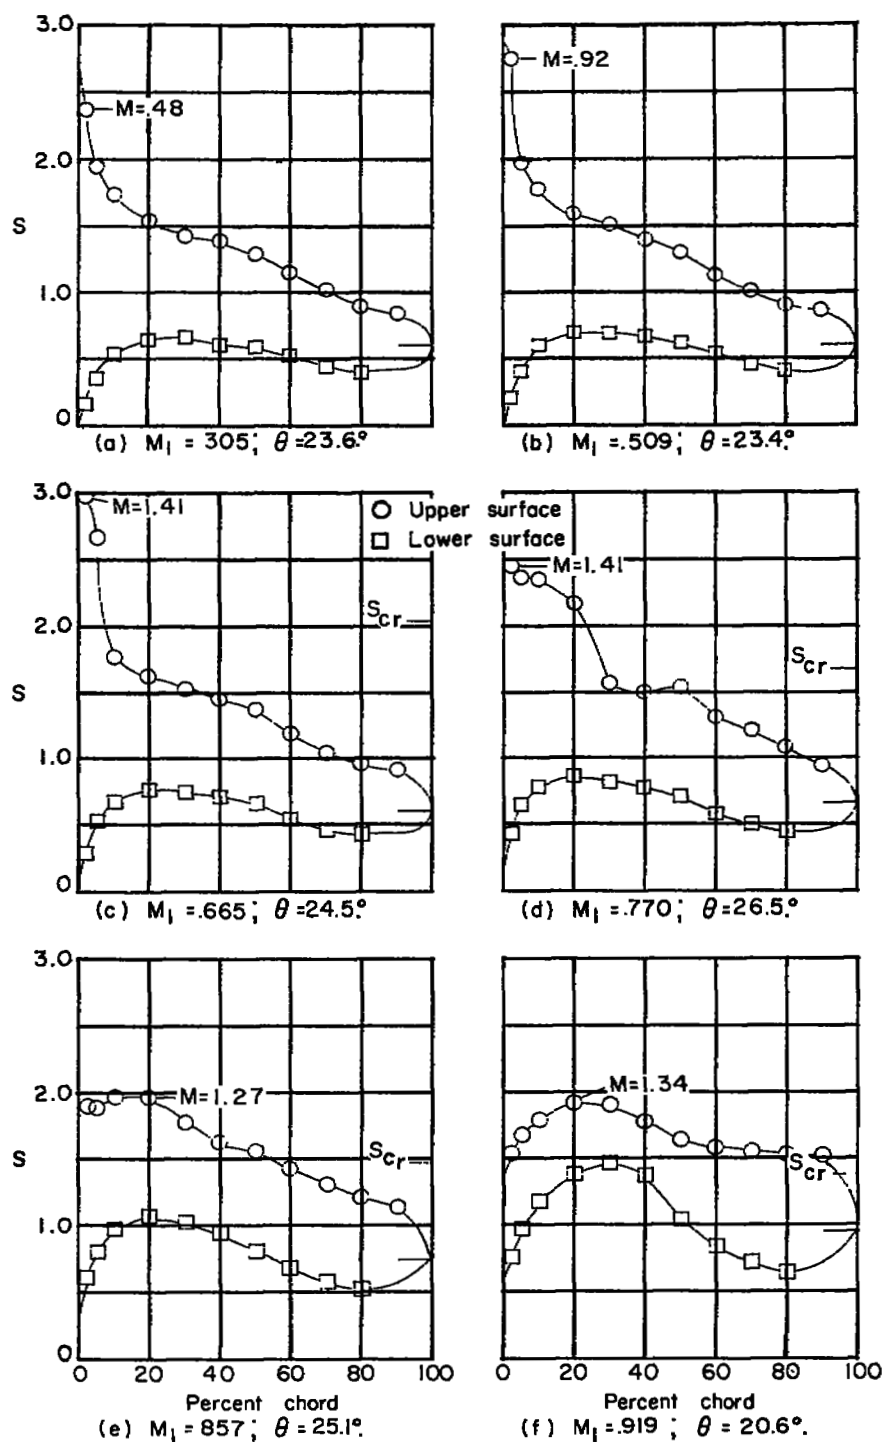 3.0
2.0
S
1.0
0
M=.48
(a) M₁ = 305; θ=23.6°.
M=.92
(b) M₁ =.509; θ=23.4°.
3.0
2.0
S
1.0
0
M=1.41
○ Upper surface
□ Lower surface
Scr
(c) M₁ =.665; θ=24.5°.
M=1.41
Scr
(d) M₁ =.770; θ=26.5°.
3.0
2.0
S
1.0
0
M=1.27
Scr
0 20 40 60 80 100
Percent chord
(e) M₁ = 857; θ = 25.1°.
M=1.34
Scr
0 20 40 60 80 100
Percent chord
(f) M₁ =.919; θ = 20.6°.